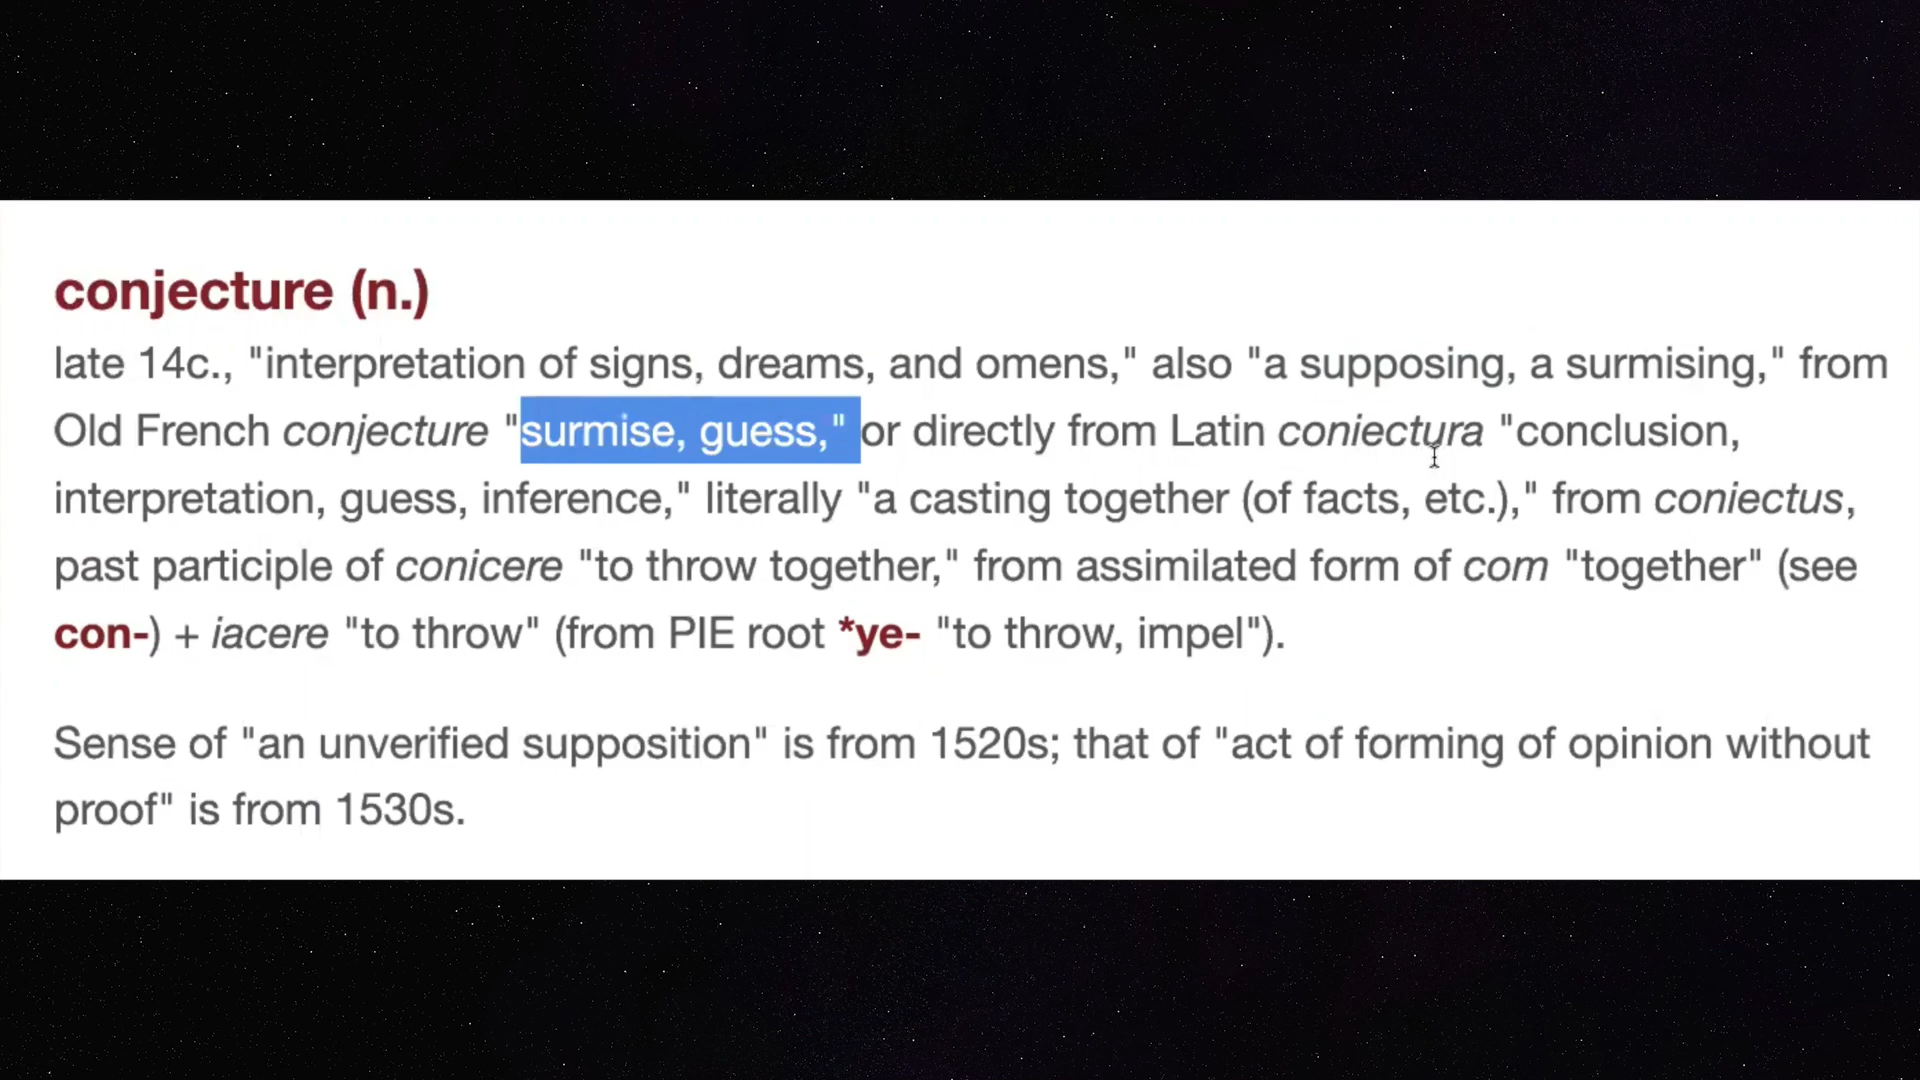 conjecture (n.)
late 14c., "interpretation of signs, dreams, and omens," also "a supposing, a surmising," from
Old French conjecture "surmise, guess," or directly from Latin coniectura "conclusion,
interpretation, guess, inference," literally "a casting together (of facts, etc.)," from coniectus,
past participle of conicere "to throw together," from assimilated form of com "together" (see
con-) + iacere "to throw" (from PIE root *ye- "to throw, impel").
Sense of "an unverified supposition" is from 1520s; that of "act of forming of opinion without
proof" is from 1530s.